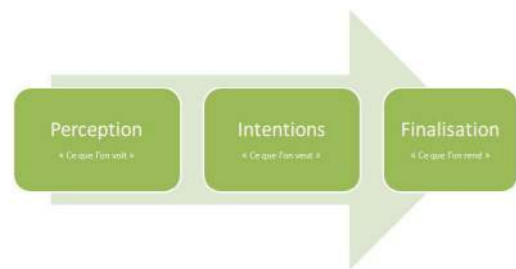 Perception
« Ce que l'on voit »
Intentions
« Ce que l'on veut »
Finalisation
« Ce que l'on rend »